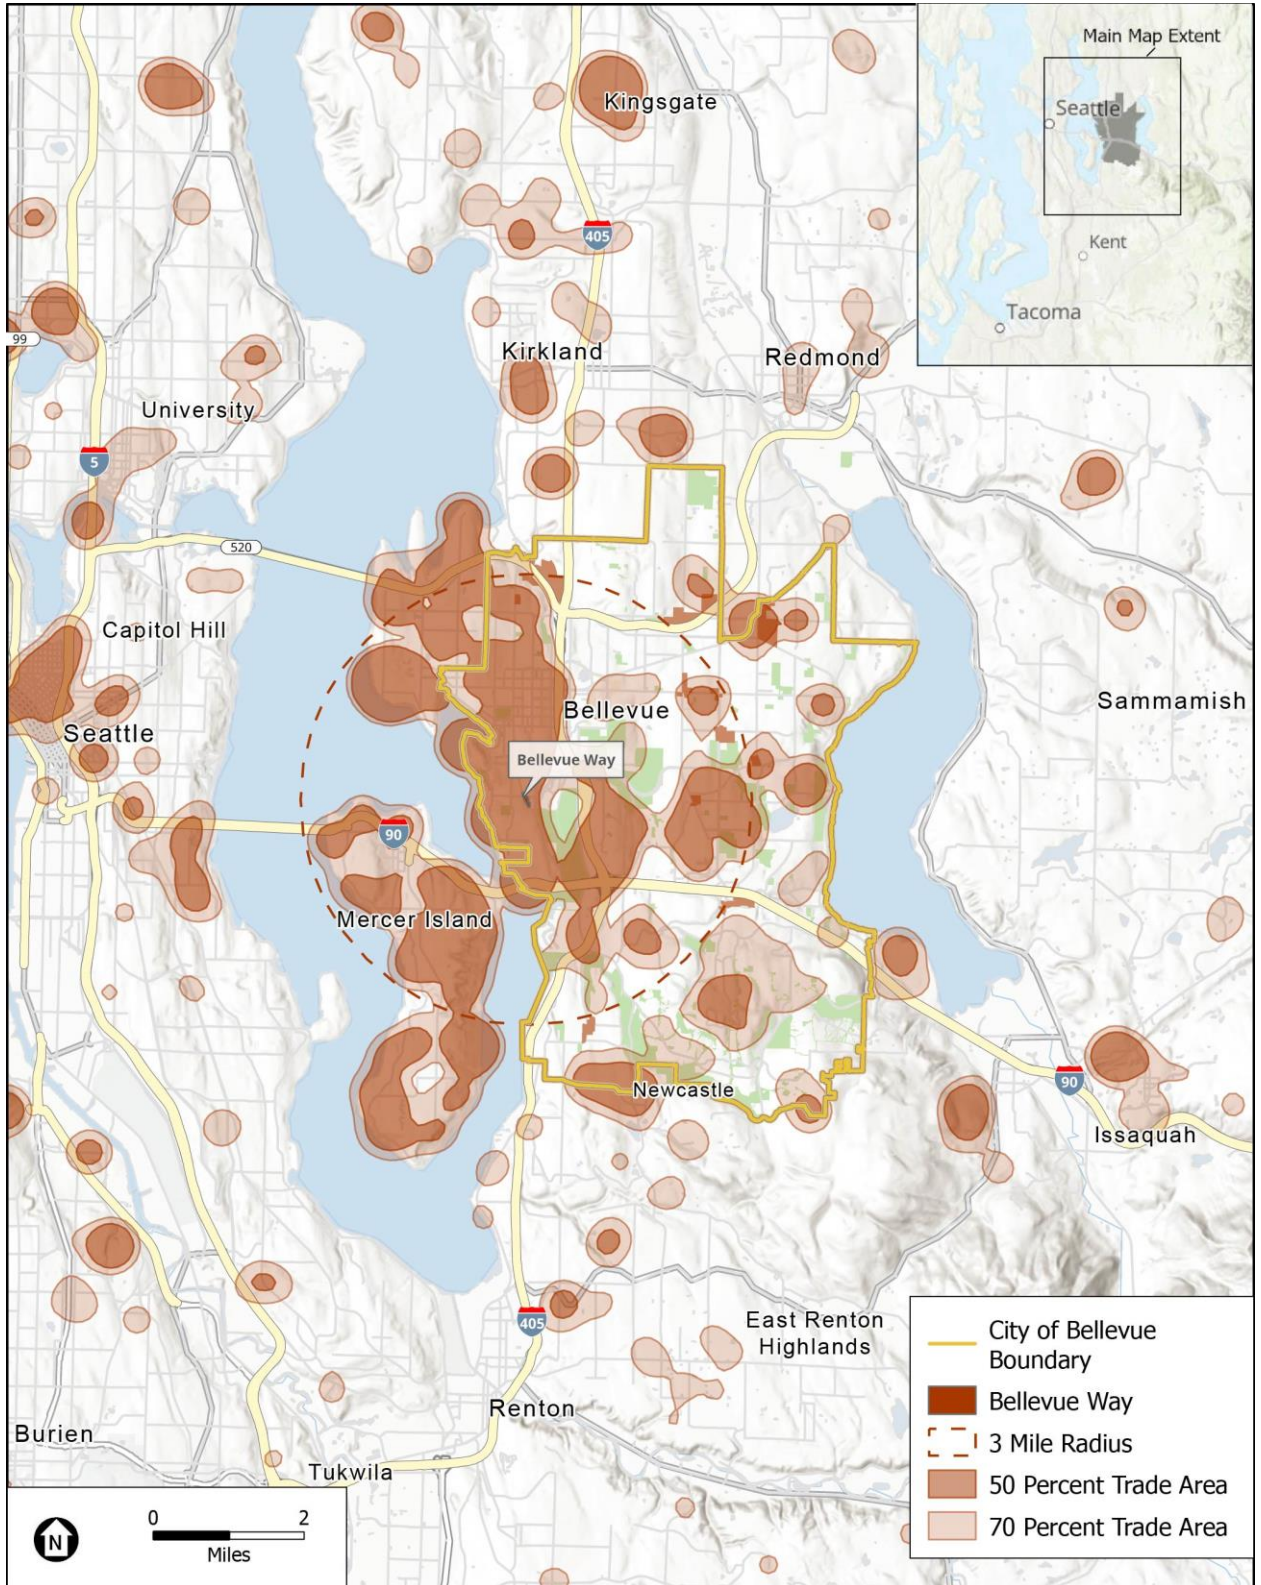 Main Map Extent
Seattle
Kent
Tacoma
Kingsgate
405
99
Kirkland
Redmond
University
5
520
Capitol Hill
Seattle
Bellevue
Sammamish
Bellevue Way
90
Mercer Island
Newcastle
90
Issaquah
405
East Renton
Highlands
Renton
Burien
Tukwila
City of Bellevue
Boundary
Bellevue Way
3 Mile Radius
50 Percent Trade Area
70 Percent Trade Area
N
0 2
Miles